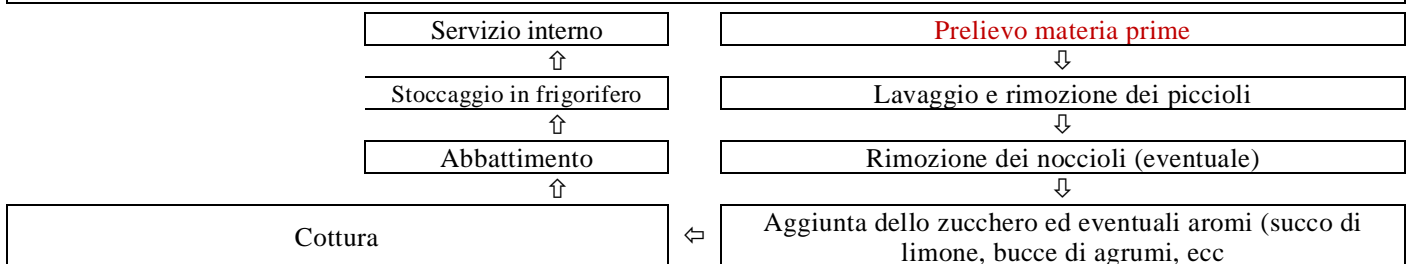 Servizio interno
Prelievo materia prime
⇧
⇩
Stoccaggio in frigorifero
Lavaggio e rimozione dei piccioli
⇧
⇩
Abbattimento
Rimozione dei noccioli (eventuale)
⇧
⇩
Cottura
⇦
Aggiunta dello zucchero ed eventuali aromi (succo di
limone, bucce di agrumi, ecc